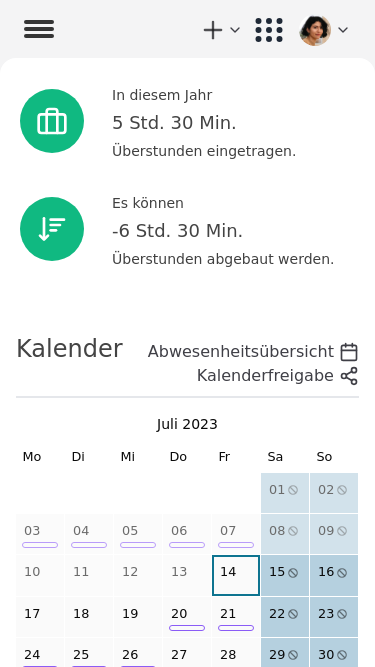 In diesem Jahr
5 Std. 30 Min.
Überstunden eingetragen.
Es können
-6 Std. 30 Min.
Überstunden abgebaut werden.
Kalender
Abwesenheitsübersicht
Kalenderfreigabe
Juli 2023
Mo Di Mi Do Fr Sa So
01 02
03 04 05 06 07 08 09
10 11 12 13 14 15 16
17 18 19 20 21 22 23
24 25 26 27 28 29 30